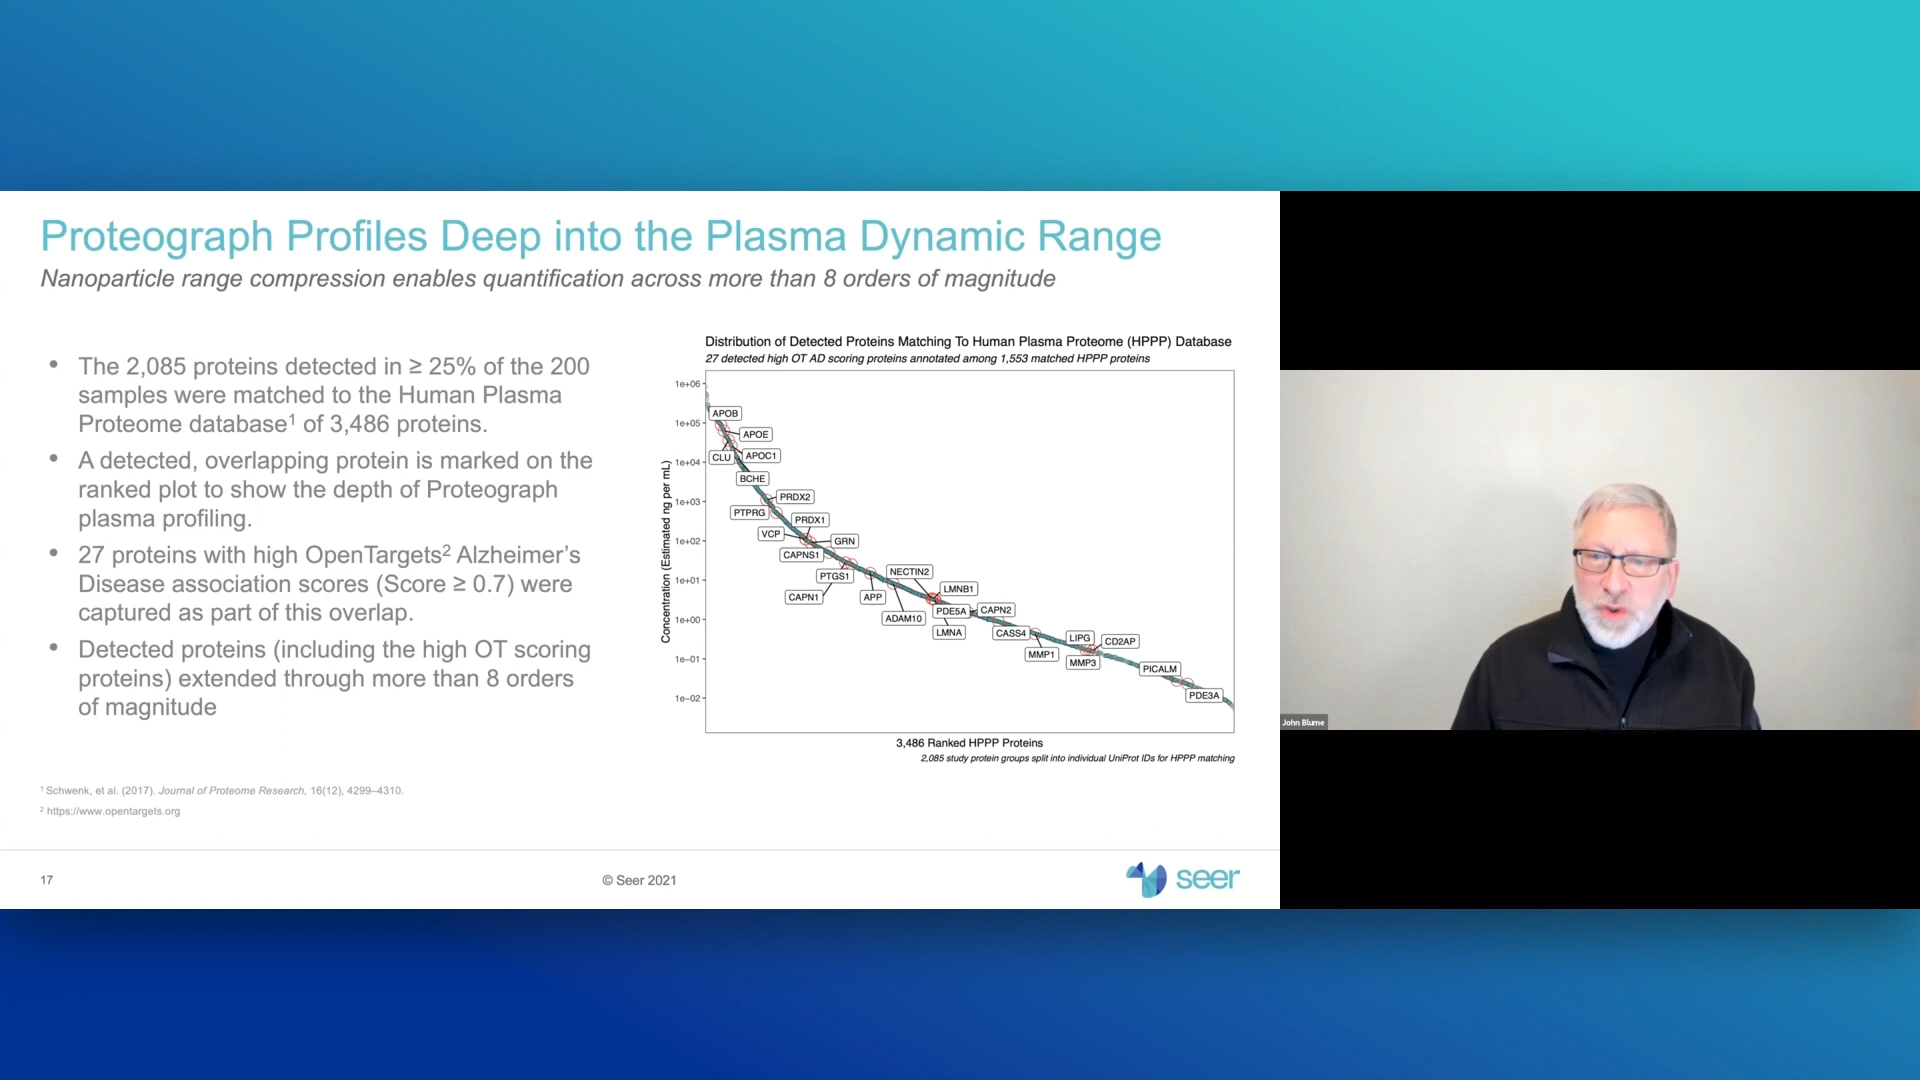 Proteograph Profiles Deep into the Plasma Dynamic Range
Nanoparticle range compression enables quantification across more than 8 orders of magnitude
• The 2,085 proteins detected in ≥ 25% of the 200
samples were matched to the Human Plasma
Proteome database¹ of 3,486 proteins.
• A detected, overlapping protein is marked on the
ranked plot to show the depth of Proteograph
plasma profiling.
• 27 proteins with high OpenTargets² Alzheimer’s
Disease association scores (Score ≥ 0.7) were
captured as part of this overlap.
• Detected proteins (including the high OT scoring
proteins) extended through more than 8 orders
of magnitude
Distribution of Detected Proteins Matching To Human Plasma Proteome (HPPP) Database
27 detected high OT AD scoring proteins annotated among 1,553 matched HPPP proteins
Concentration (Estimated ng per mL)
1e+06
1e+05
1e+04
1e+03
1e+02
1e+01
1e+00
1e−01
1e−02
APOB
APOE
CLU
APOC1
BCHE
PRDX2
PTPRG
PRDX1
VCP
GRN
CAPNS1
NECTIN2
PTGS1
LMNB1
CAPN1
APP
PDE5A
CAPN2
ADAM10
LMNA
CASS4
LIPG
CD2AP
MMP1
MMP3
PICALM
PDE3A
3,486 Ranked HPPP Proteins
2,085 study protein groups split into individual UniProt IDs for HPPP matching
¹ Schwenk, et al. (2017). Journal of Proteome Research, 16(12), 4299–4310.
² https://www.opentargets.org
17
© Seer 2021
seer
John Blume